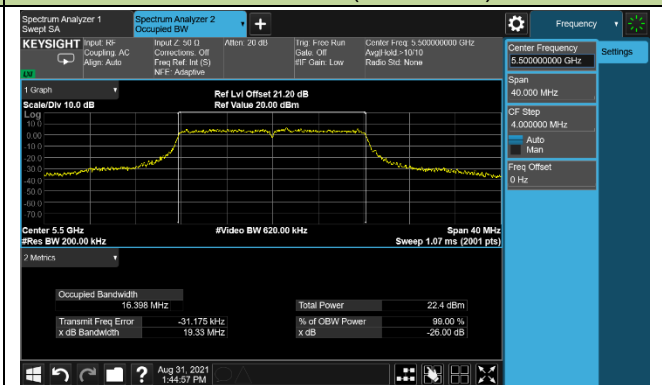 Spectrum Analyzer 1
Swept SA
Spectrum Analyzer 2
Occupied BW
+
Frequency
KEYSIGHT
Input: RF
Coupling: AC
Align: Auto
Input Z: 50 Ω
Corrections: Off
Freq Ref: Int (S)
NFE: Adaptive
Atten: 20 dB
Trig: Free Run
Gate: Off
#IF Gain: Low
Center Freq: 5.500000000 GHz
Avg|Hold:>10/10
Radio Std: None
Center Frequency
5.500000000 GHz
Settings
Span
40.000 MHz
CF Step
4.000000 MHz
Auto
Man
Freq Offset
0 Hz
1 Graph
Scale/Div 10.0 dB
Ref Lvl Offset 21.20 dB
Ref Value 20.00 dBm
Log
10.0
0.00
-10.0
-20.0
-30.0
-40.0
-50.0
-60.0
-70.0
Center 5.5 GHz
#Video BW 620.00 kHz
Span 40 MHz
#Res BW 200.00 kHz
Sweep 1.07 ms (2001 pts)
2 Metrics
Occupied Bandwidth
16.398 MHz
Total Power 22.4 dBm
Transmit Freq Error -31.175 kHz
% of OBW Power 99.00 %
x dB Bandwidth 19.33 MHz
x dB -26.00 dB
?
Aug 31, 2021
1:44:57 PM